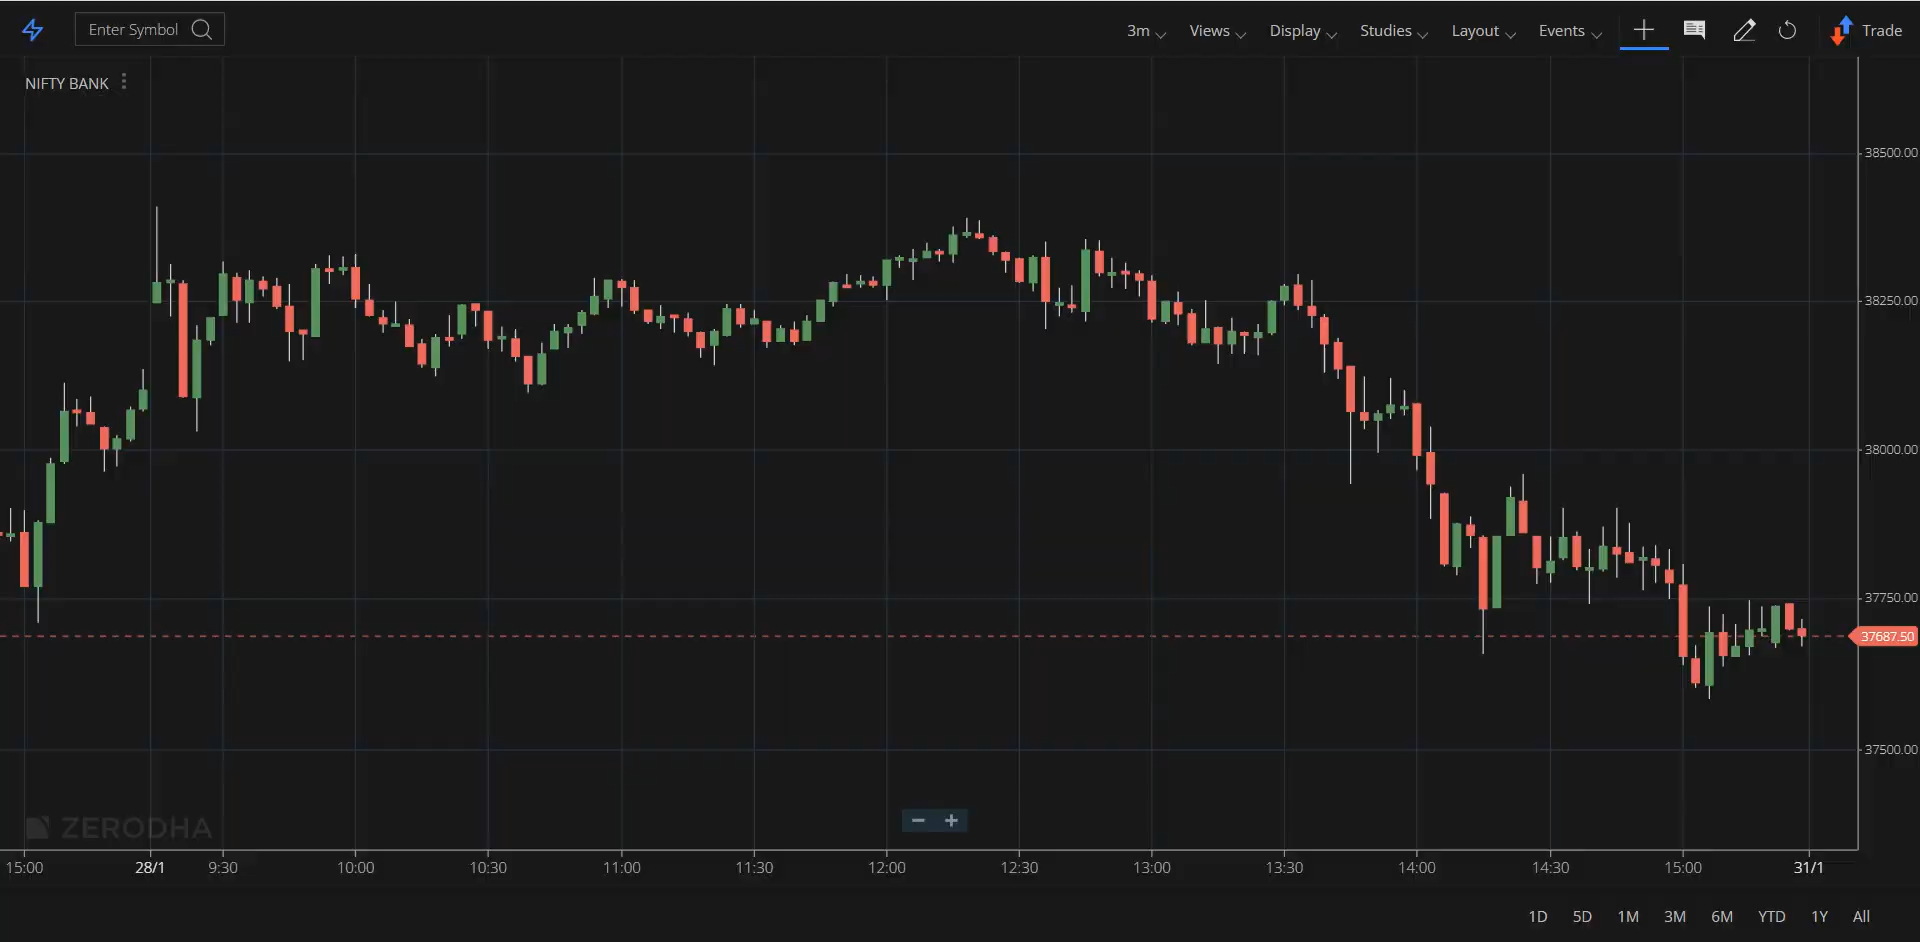 Enter Symbol 3m Views Display Studies Layout Events Trade
NIFTY BANK
38500.00
38250.00
38000.00
37750.00
37687.50
37500.00
ZERODHA
15:00 28/1 9:30 10:00 10:30 11:00 11:30 12:00 12:30 13:00 13:30 14:00 14:30 15:00 31/1
1D 5D 1M 3M 6M YTD 1Y All